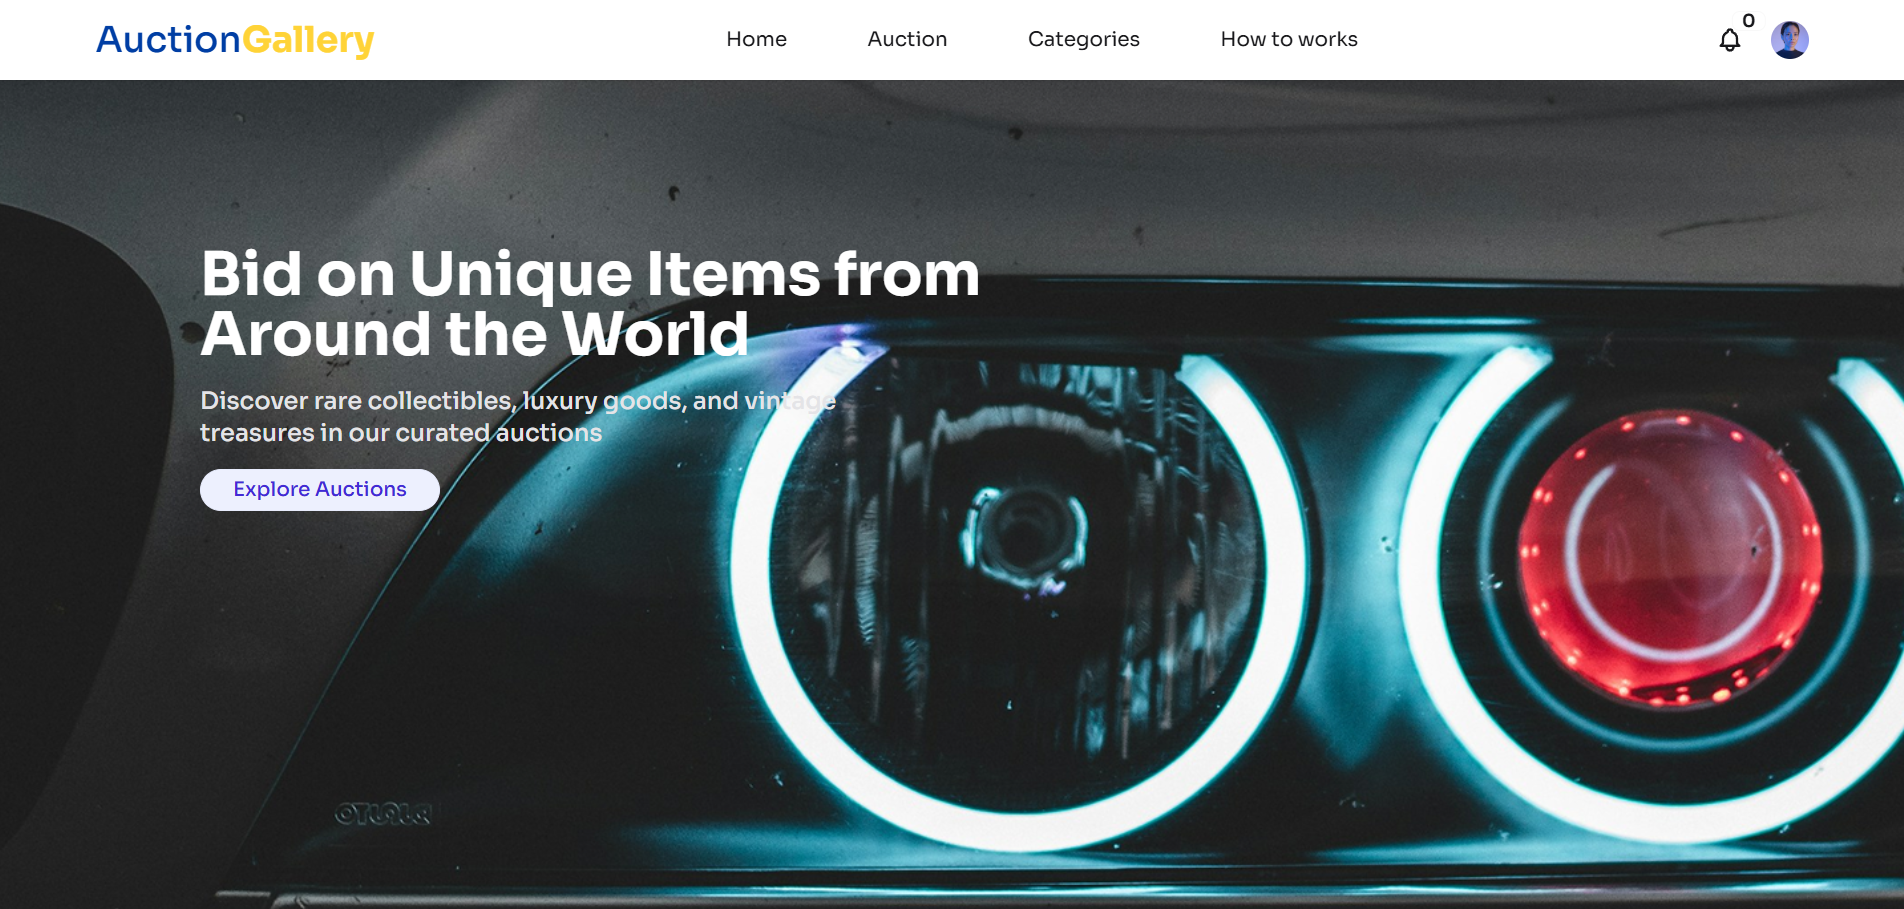 AuctionGallery
Home
Auction
Categories
How to works
0
Bid on Unique Items from
Around the World
Discover rare collectibles, luxury goods, and vintage
treasures in our curated auctions
Explore Auctions